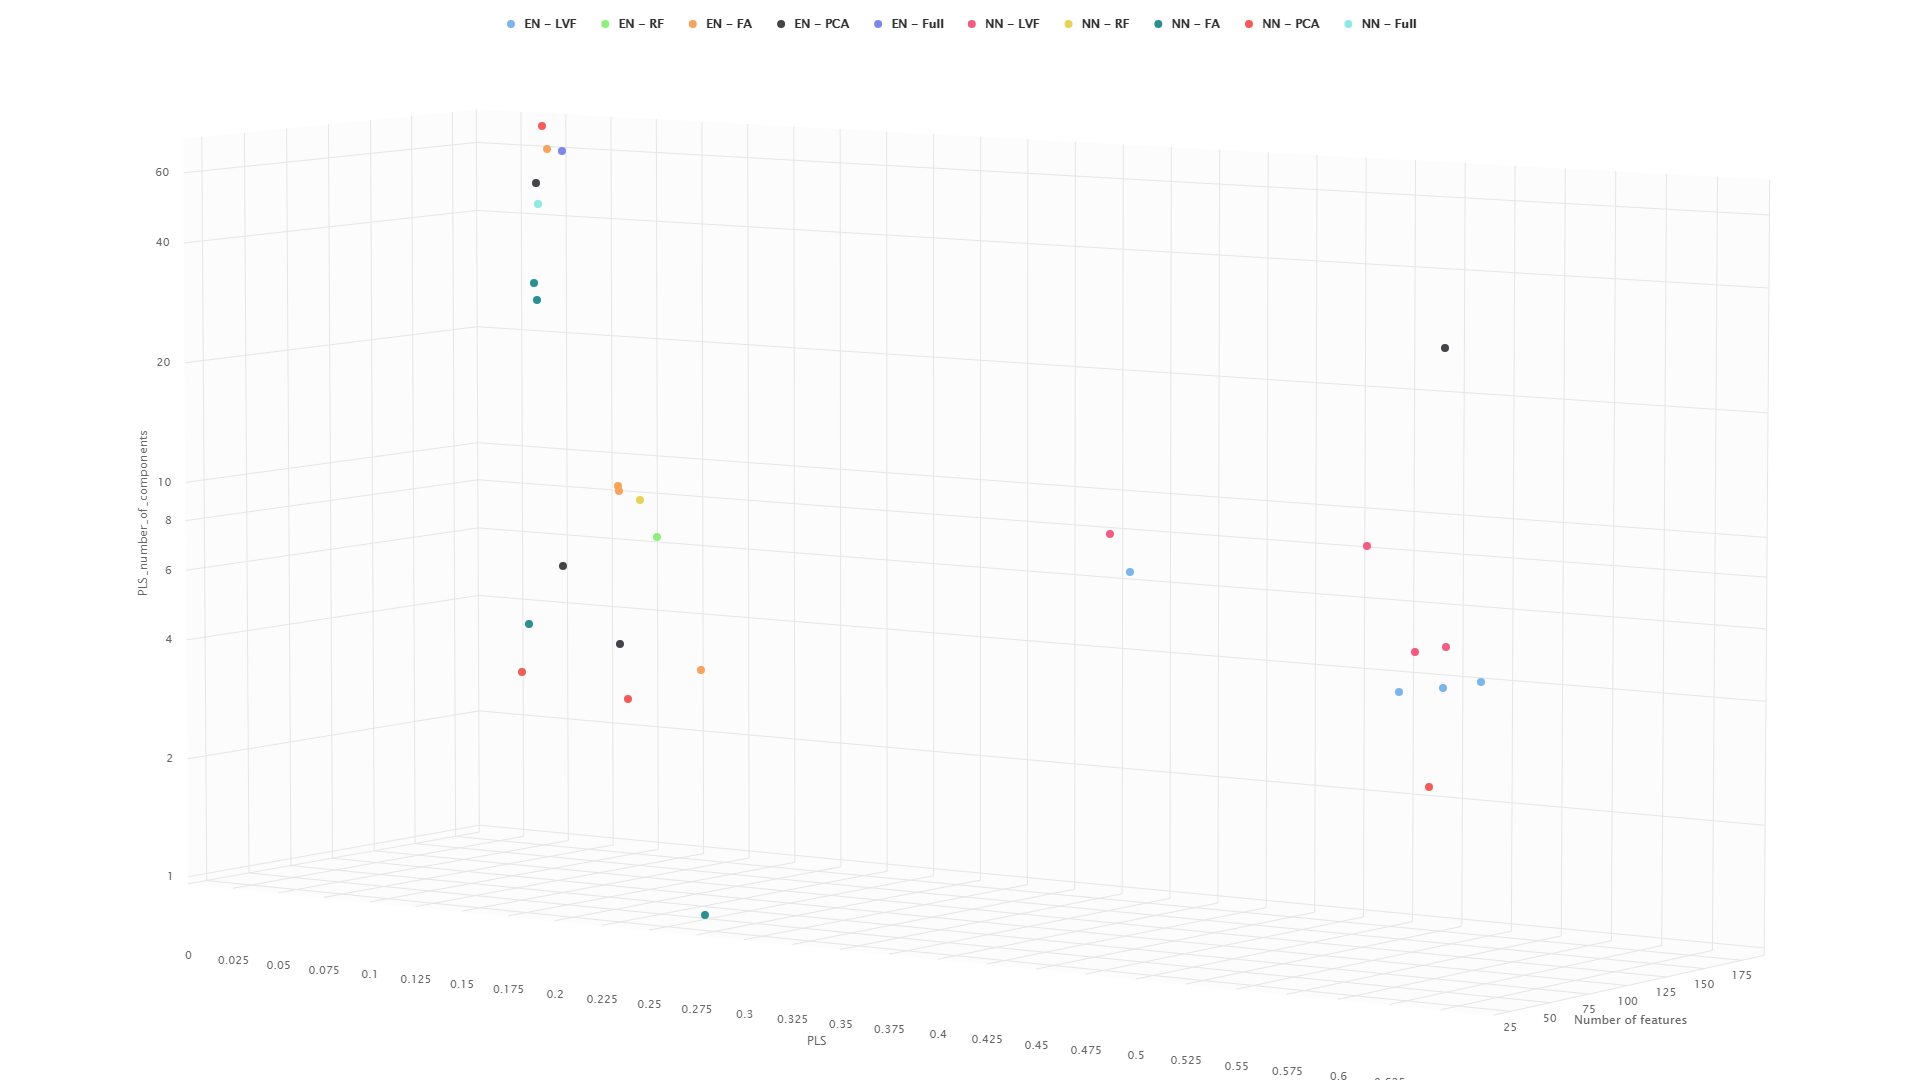 EN – LVF EN – RF EN – FA EN – PCA EN – Full NN – LVF NN – RF NN – FA NN – PCA NN – Full
60
40
20
10
8
6
4
2
1
PLS_number_of_components
0 0.025 0.05 0.075 0.1 0.125 0.15 0.175 0.2 0.225 0.25 0.275 0.3 0.325 0.35 0.375 0.4 0.425 0.45 0.475 0.5 0.525 0.55 0.575 0.6
PLS
25 50 75 100 125 150 175
Number of features